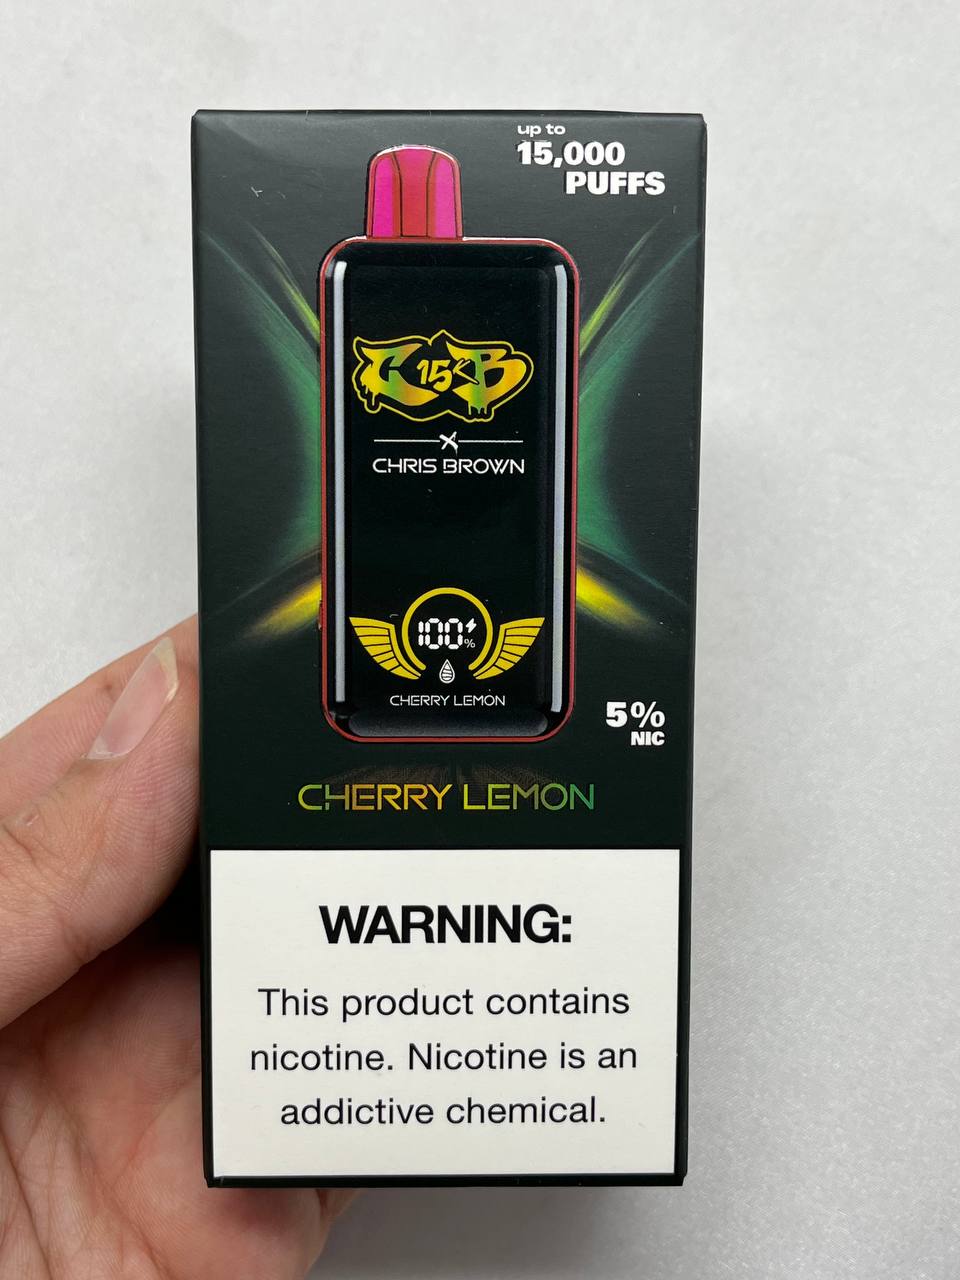 up to
15,000
PUFFS
C 15K B
X
CHRIS BROWN
100%
CHERRY LEMON
5%
NIC
CHERRY LEMON
WARNING:
This product contains
nicotine. Nicotine is an
addictive chemical.